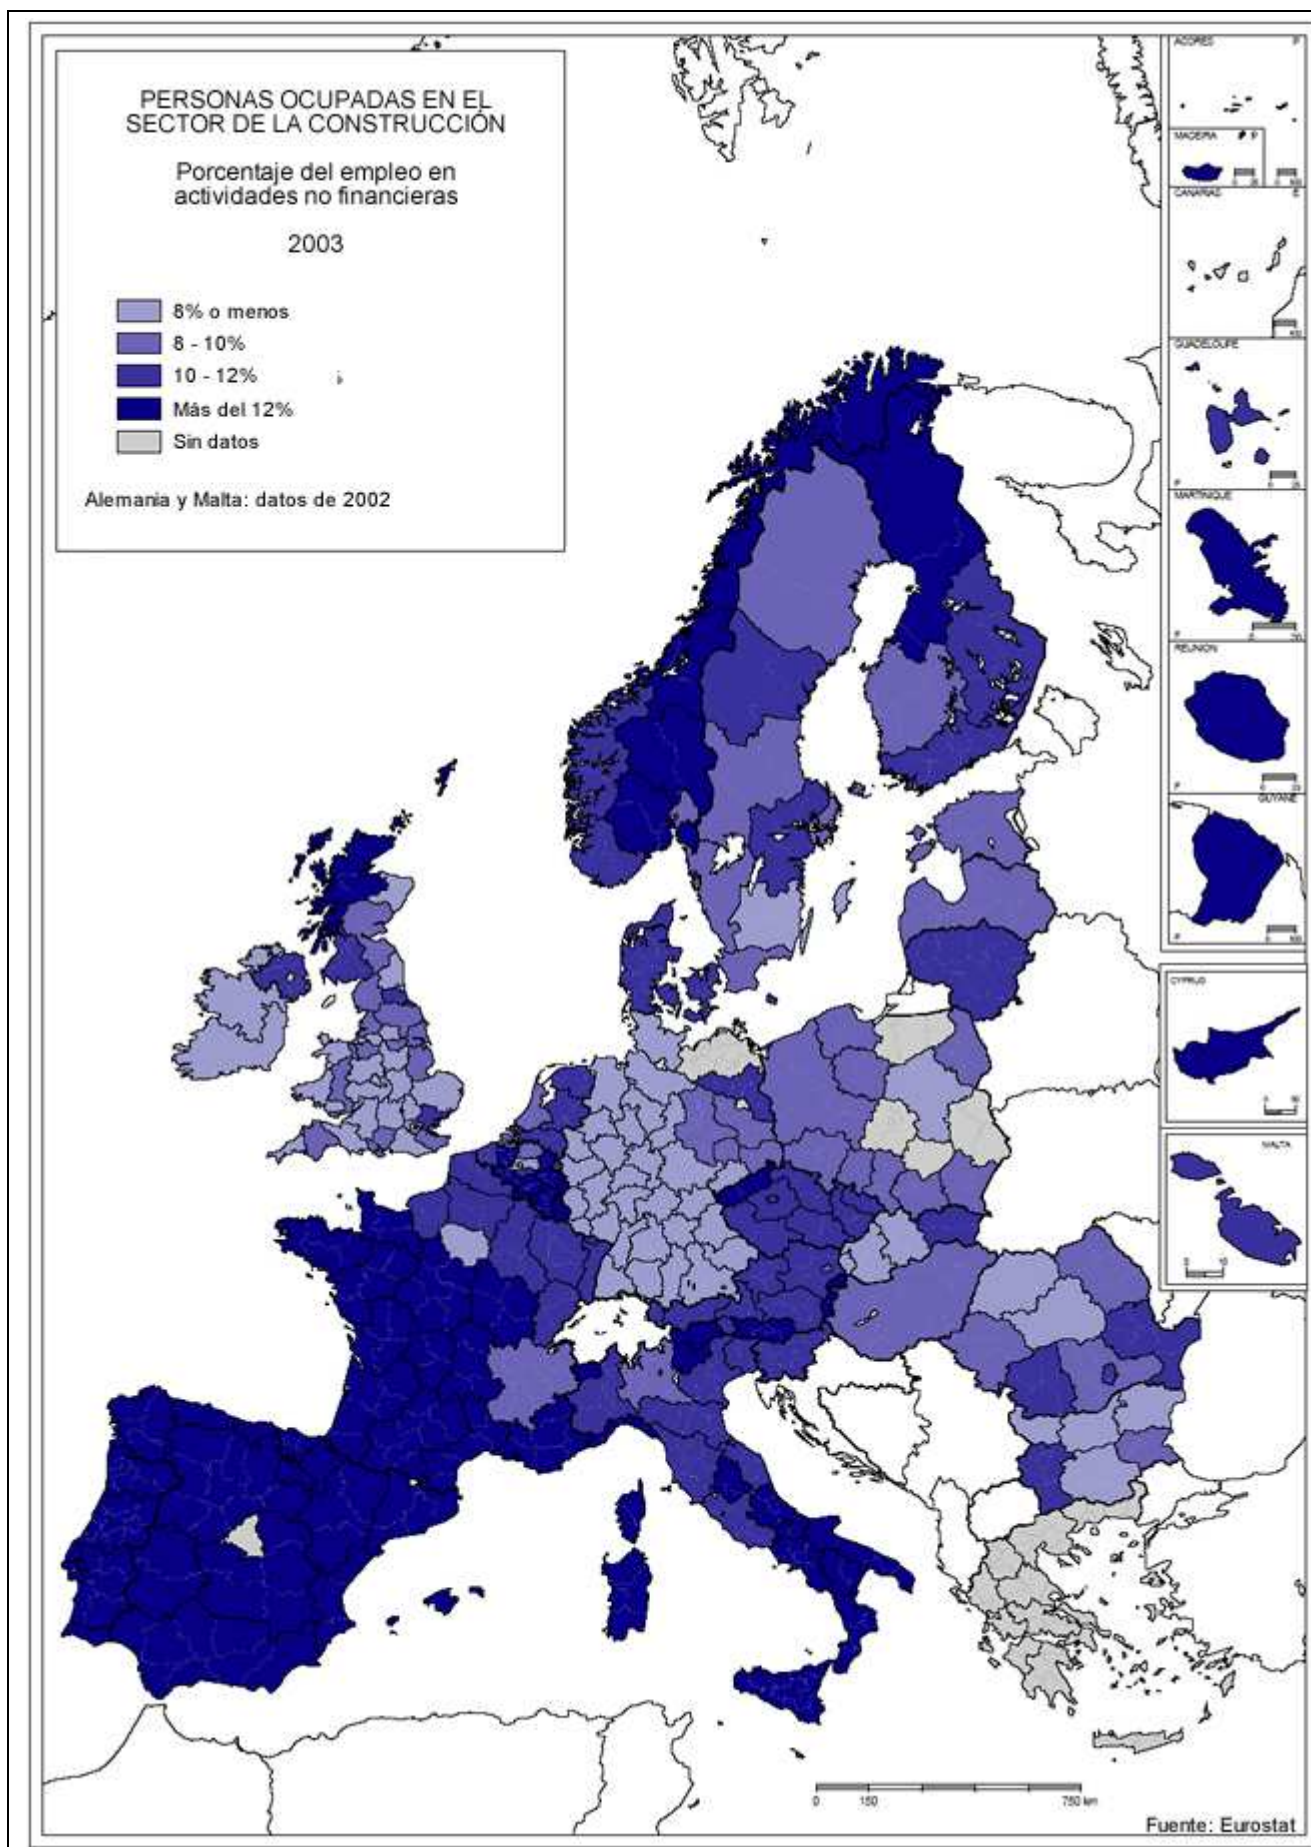 PERSONAS OCUPADAS EN EL
SECTOR DE LA CONSTRUCCIÓN
Porcentaje del empleo en
actividades no financieras
2003
8% o menos
8 - 10%
10 - 12%
Más del 12%
Sin datos
Alemania y Malta: datos de 2002
ACORES P
MADEIRA P
CANARIAS E
GUADELOUPE
F
MARTINIQUE
F
REUNION
F
GUYANE
F
CYPRUS
MALTA
0 150 750 km
Fuente: Eurostat